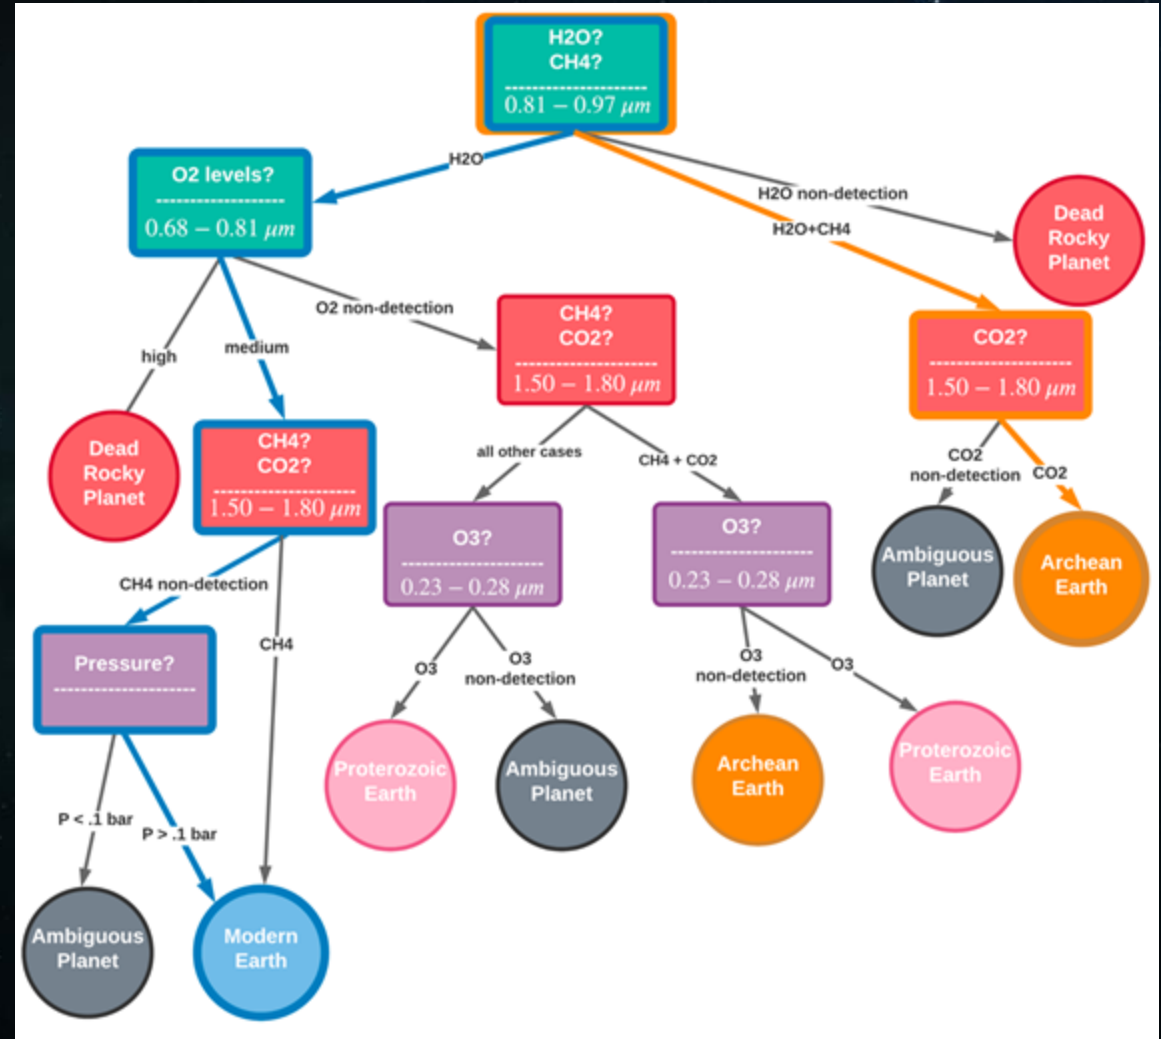 H2O?
CH4?
0.81 – 0.97 μm
H2O
H2O non-detection
H2O+CH4
O2 levels?
0.68 – 0.81 μm
Dead
Rocky
Planet
high
medium
O2 non-detection
CH4?
CO2?
1.50 – 1.80 μm
CO2?
1.50 – 1.80 μm
Dead
Rocky
Planet
CH4?
CO2?
1.50 – 1.80 μm
all other cases
CH4 + CO2
CO2
non-detection
CO2
O3?
0.23 – 0.28 μm
O3?
0.23 – 0.28 μm
Ambiguous
Planet
Archean
Earth
CH4 non-detection
CH4
Pressure?
O3
O3
non-detection
O3
non-detection
O3
Proterozoic
Earth
Ambiguous
Planet
Archean
Earth
Proterozoic
Earth
P < .1 bar
P > .1 bar
Ambiguous
Planet
Modern
Earth